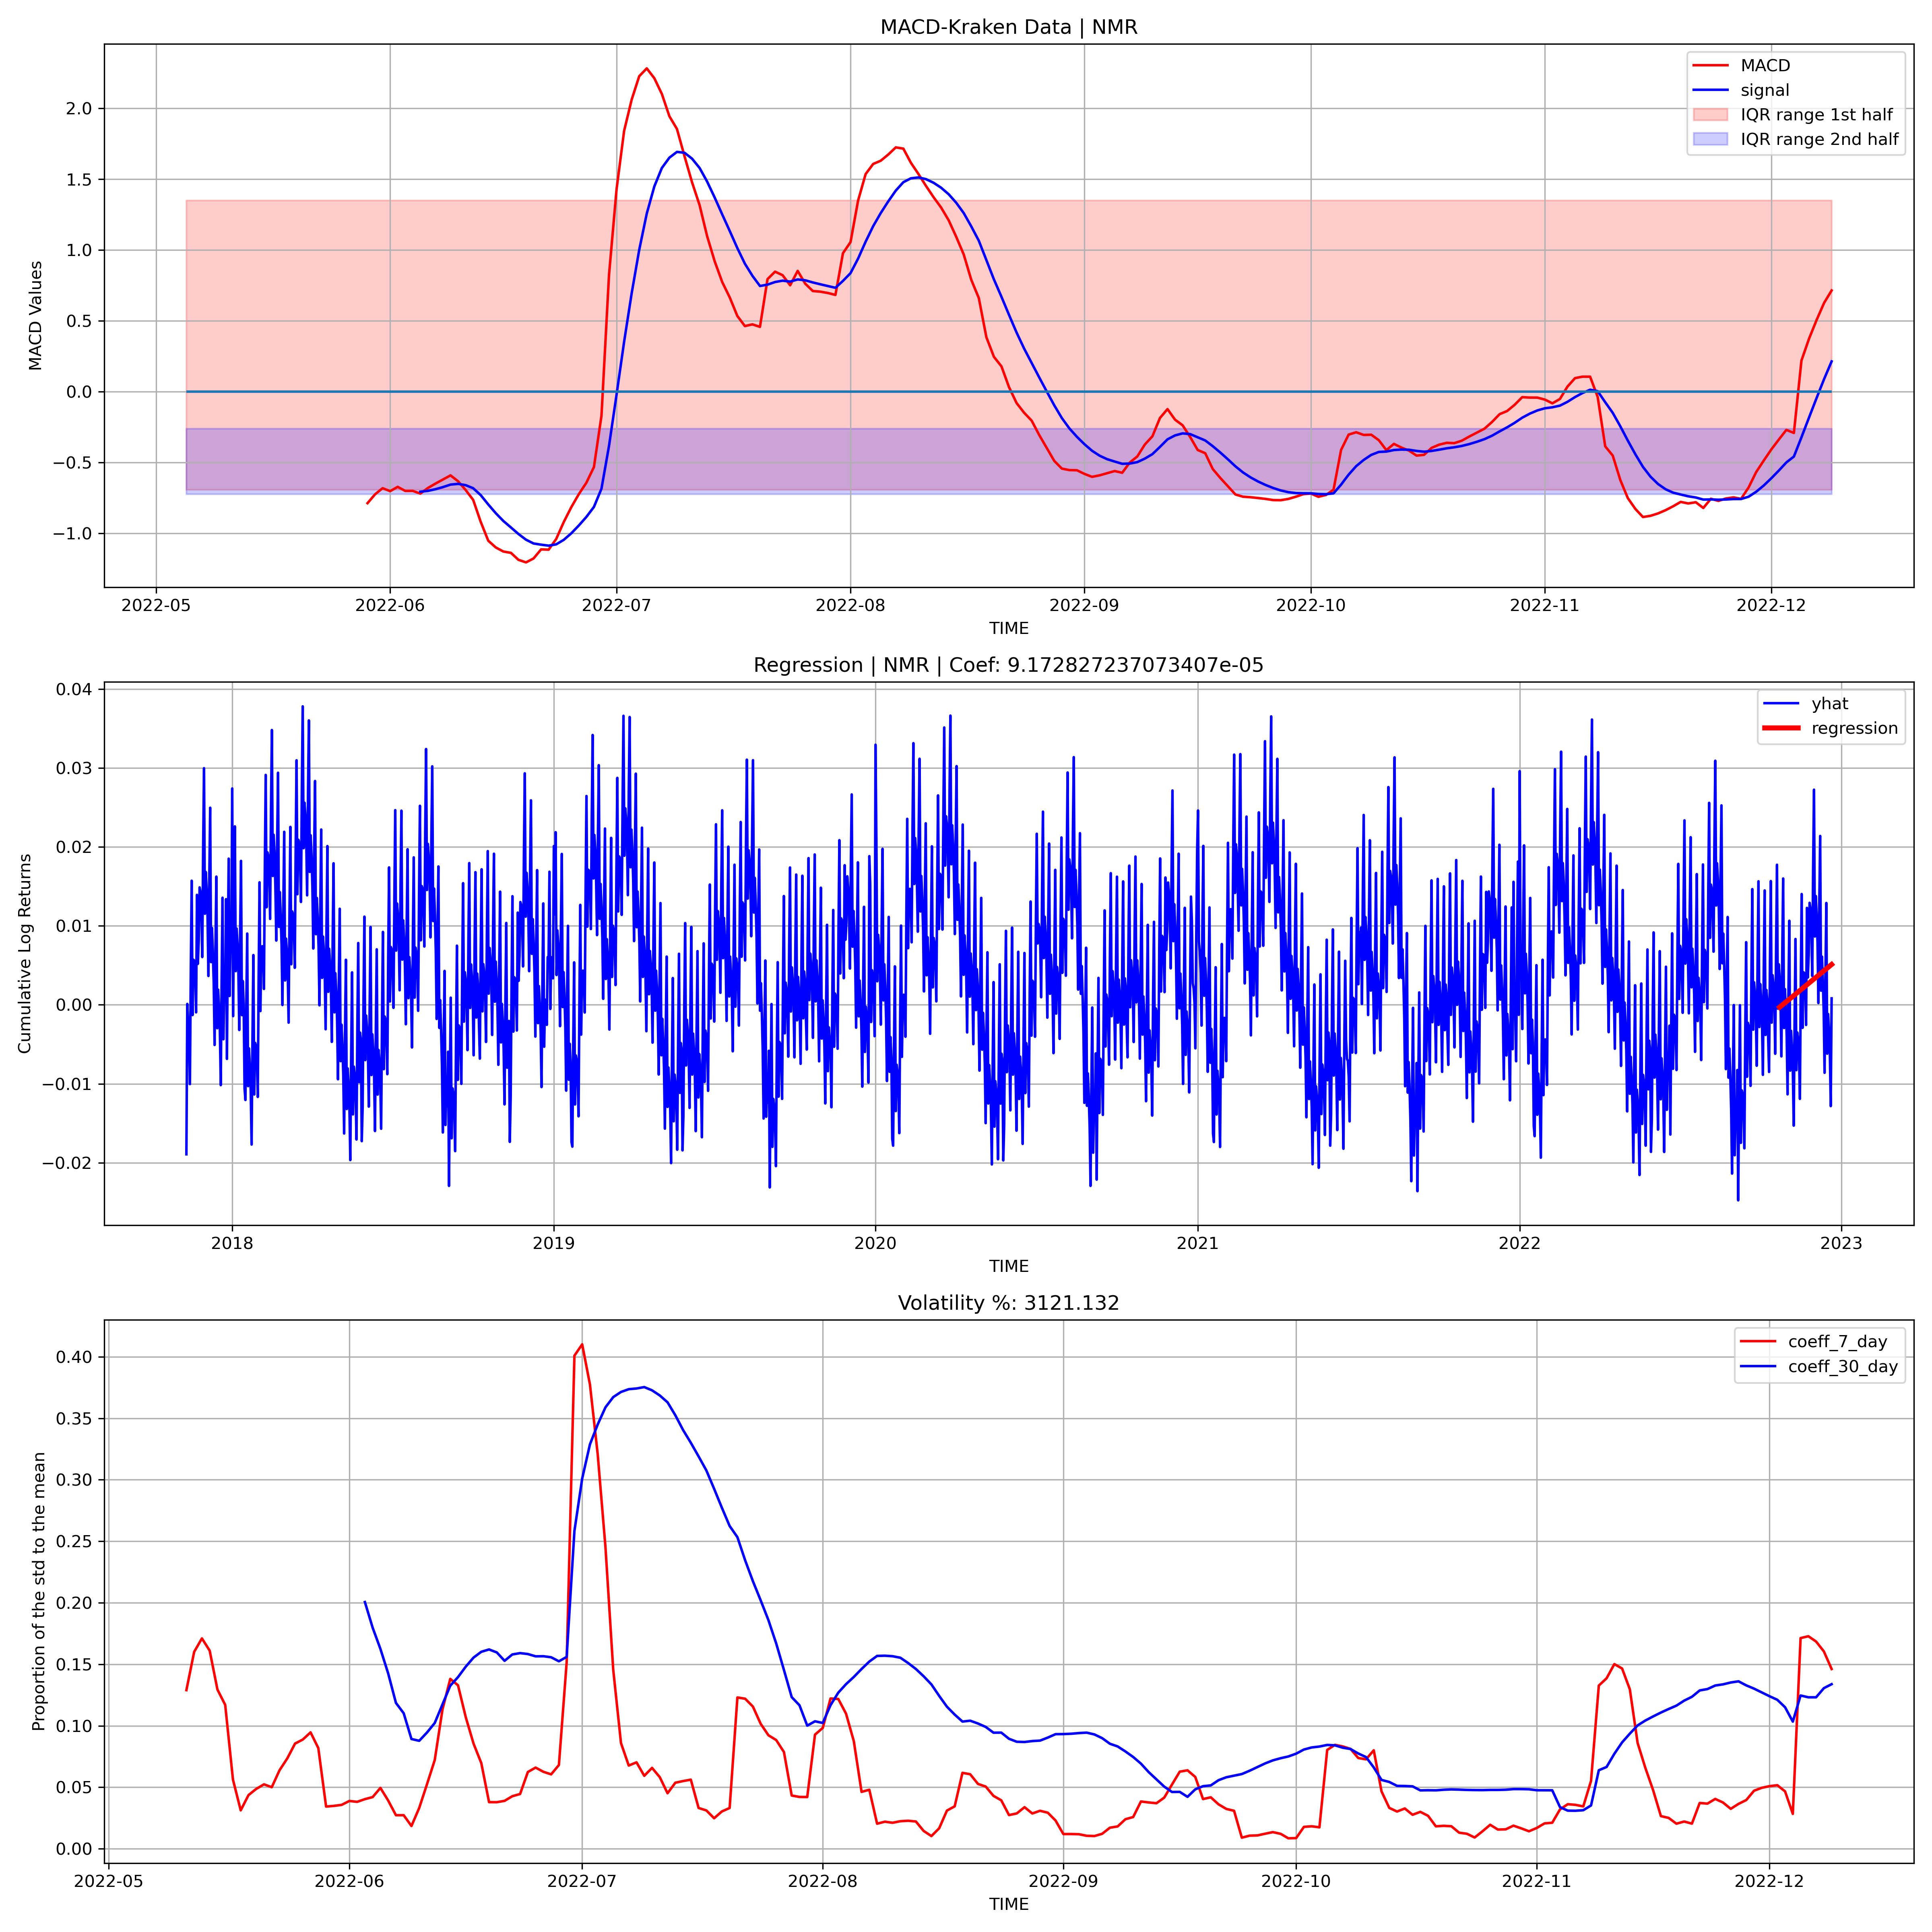 MACD-Kraken Data | NMR
MACD
signal
IQR range 1st half
IQR range 2nd half
2.0
1.5
1.0
0.5
0.0
−0.5
−1.0
MACD Values
2022-05 2022-06 2022-07 2022-08 2022-09 2022-10 2022-11 2022-12
TIME
Regression | NMR | Coef: 9.172827237073407e-05
yhat
regression
0.04
0.03
0.02
0.01
0.00
−0.01
−0.02
Cumulative Log Returns
2018 2019 2020 2021 2022 2023
TIME
Volatility %: 3121.132
coeff_7_day
coeff_30_day
0.40
0.35
0.30
0.25
0.20
0.15
0.10
0.05
0.00
Proportion of the std to the mean
2022-05 2022-06 2022-07 2022-08 2022-09 2022-10 2022-11 2022-12
TIME